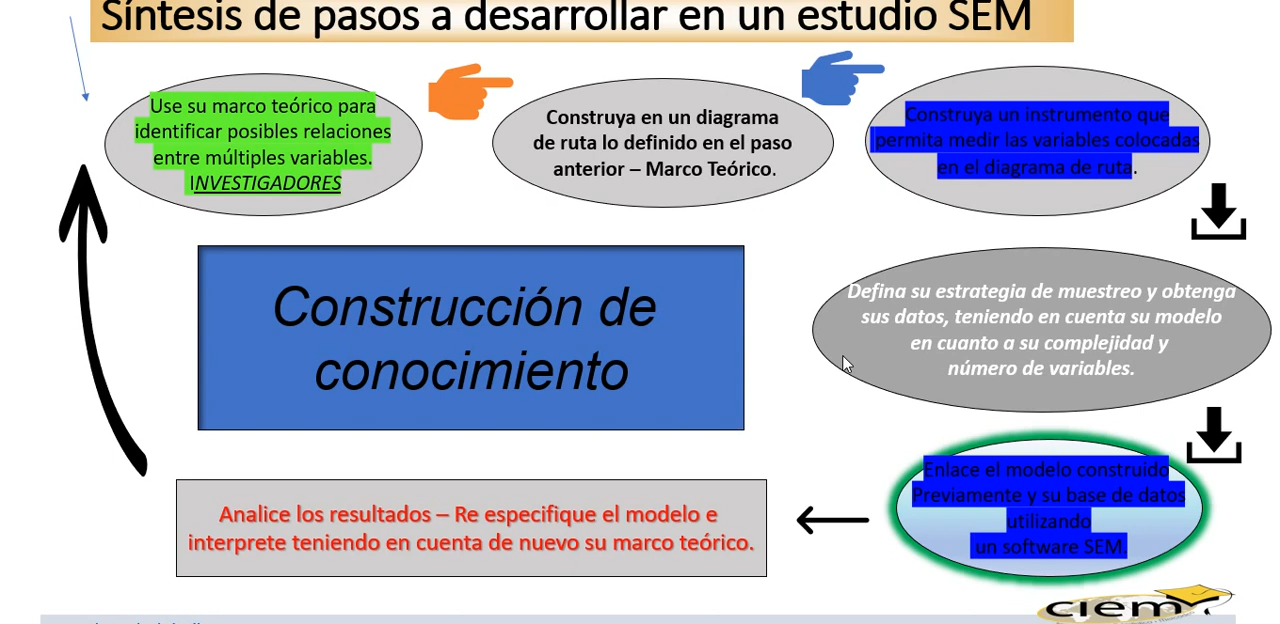 Síntesis de pasos a desarrollar en un estudio SEM
Use su marco teórico para
identificar posibles relaciones
entre múltiples variables.
INVESTIGADORES
Construya en un diagrama
de ruta lo definido en el paso
anterior – Marco Teórico.
Construya un instrumento que
permita medir las variables colocadas
en el diagrama de ruta.
Defina su estrategia de muestreo y obtenga
sus datos, teniendo en cuenta su modelo
en cuanto a su complejidad y
número de variables.
Construcción de
conocimiento
Enlace el modelo construido
Previamente y su base de datos
utilizando
un software SEM.
Analice los resultados – Re especifique el modelo e
interprete teniendo en cuenta de nuevo su marco teórico.
ciem